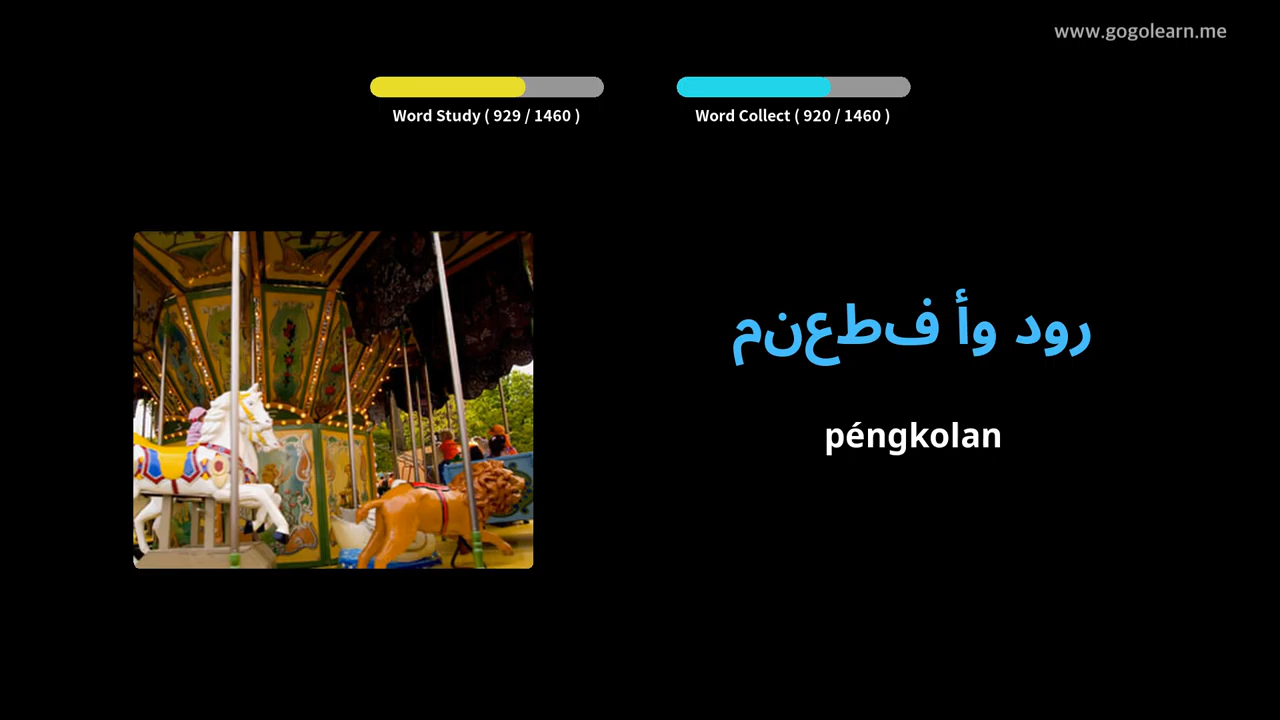 www.gogolearn.me
Word Study ( 929 / 1460 )
Word Collect ( 920 / 1460 )
منعطف أو دور
péngkolan